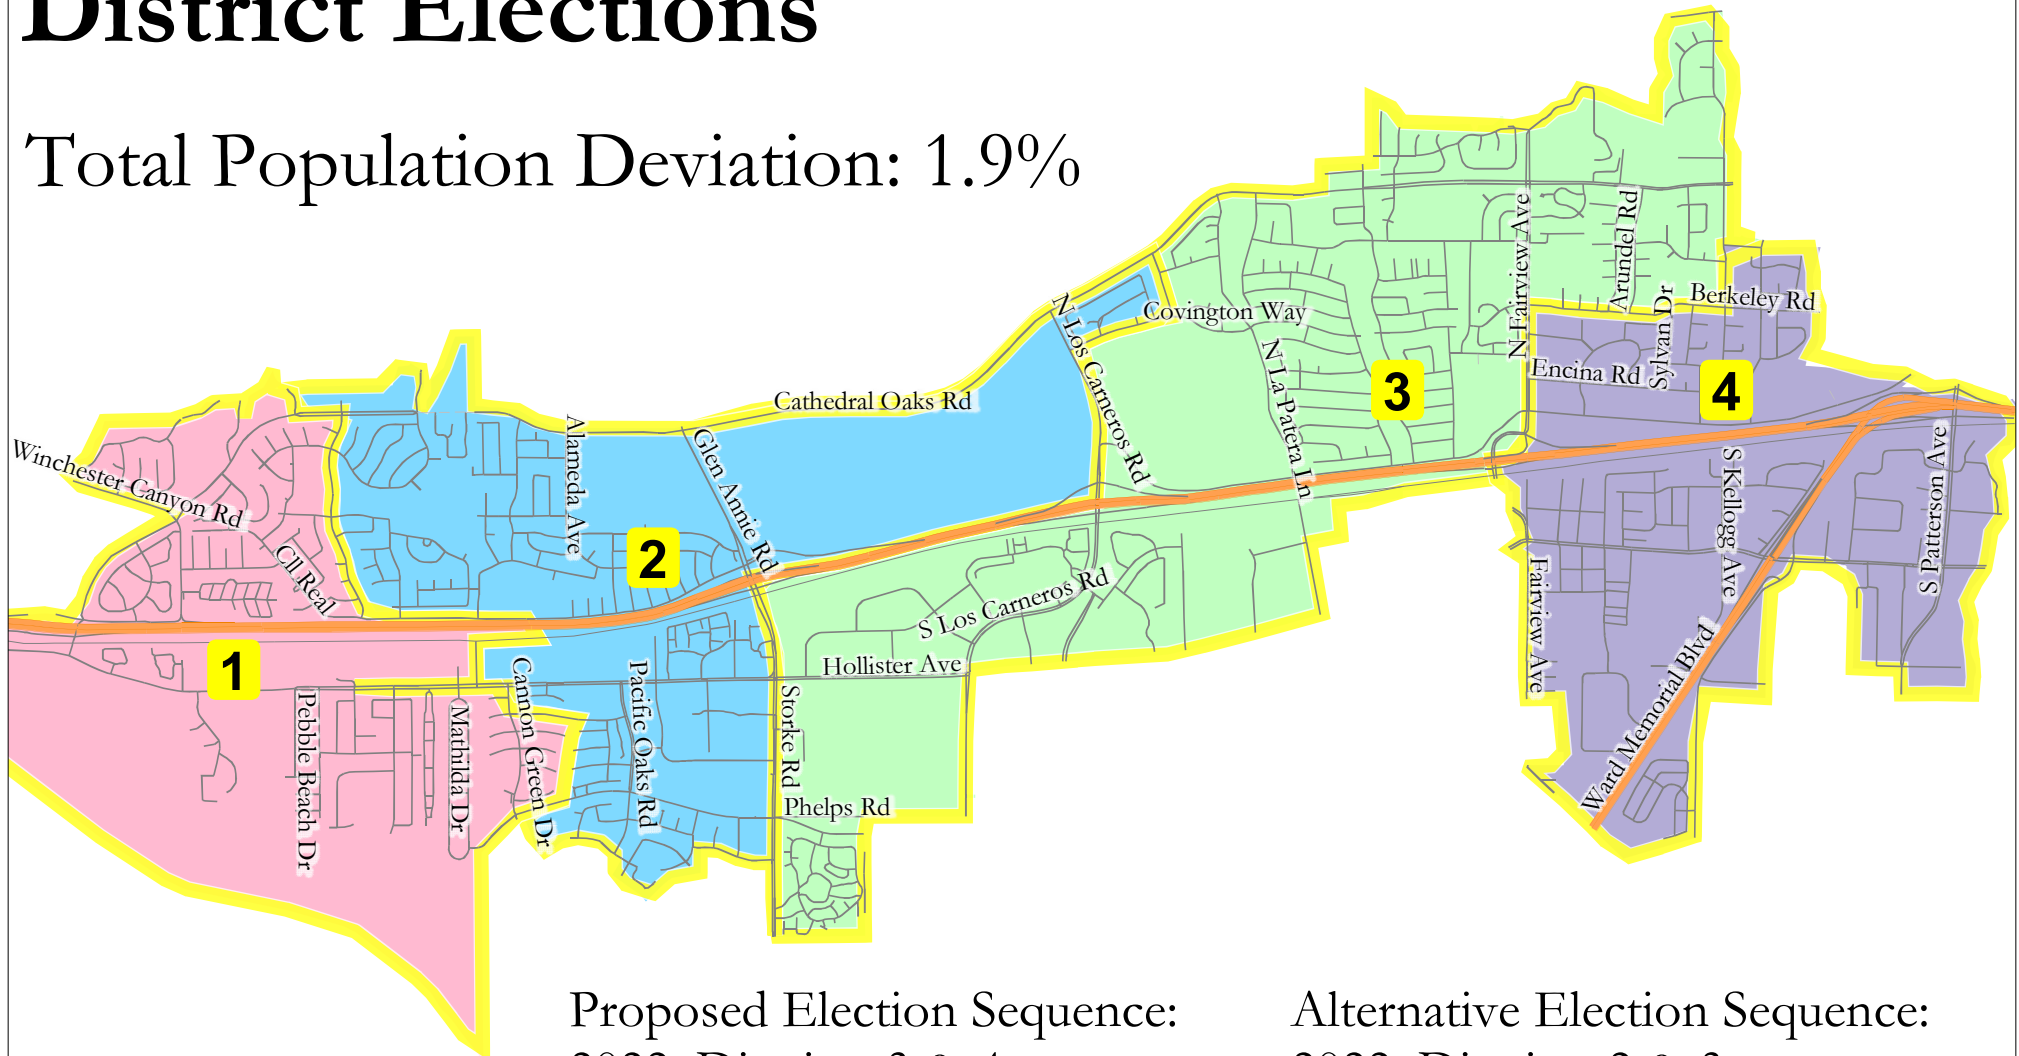 District Elections
Total Population Deviation: 1.9%
N Fairview Ave
Arundel Rd
Sylvan Dr
Berkeley Rd
N Los Carneros Rd
Covington Way
N La Patera Ln
Encina Rd
3
4
Cathedral Oaks Rd
Winchester Canyon Rd
Alameda Ave
Glen Annie Rd
S Kellogg Ave
S Patterson Ave
Cll Real
2
S Los Carneros Rd
Fairview Ave
1
Hollister Ave
Pebble Beach Dr
Mathilda Dr
Cannon Green Dr
Pacific Oaks Rd
Storke Rd
Ward Memorial Blvd
Phelps Rd
Proposed Election Sequence:
Alternative Election Sequence: